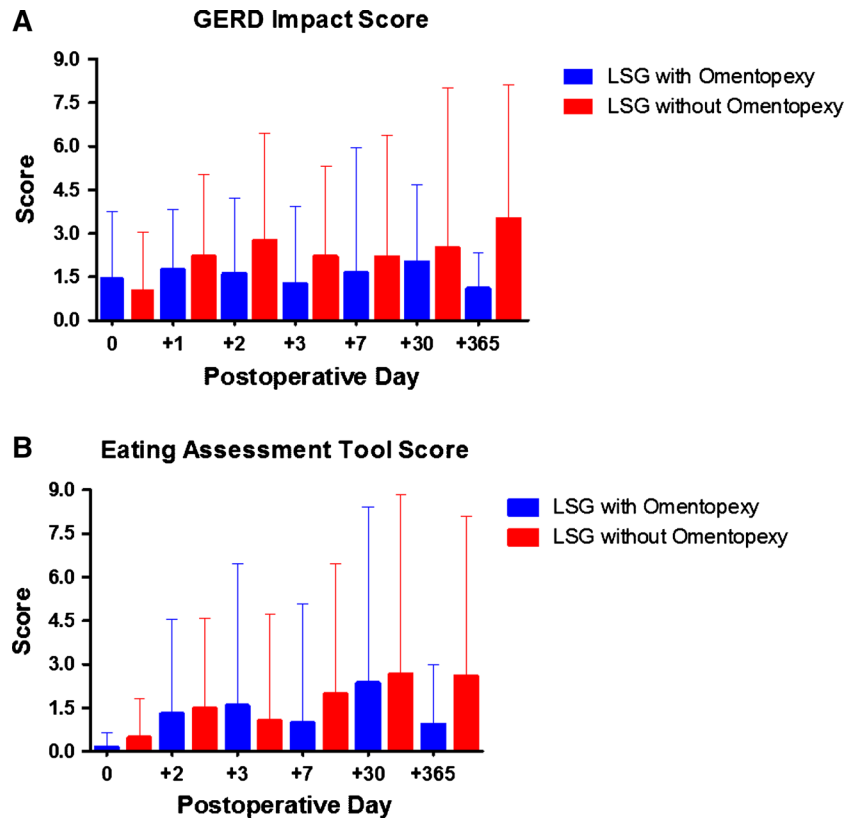 A
GERD Impact Score
LSG with Omentopexy
LSG without Omentopexy
9.0
7.5
6.0
4.5
3.0
1.5
0.0
Score
0 +1 +2 +3 +7 +30 +365
Postoperative Day
B
Eating Assessment Tool Score
LSG with Omentopexy
LSG without Omentopexy
9.0
7.5
6.0
4.5
3.0
1.5
0.0
Score
0 +2 +3 +7 +30 +365
Postoperative Day